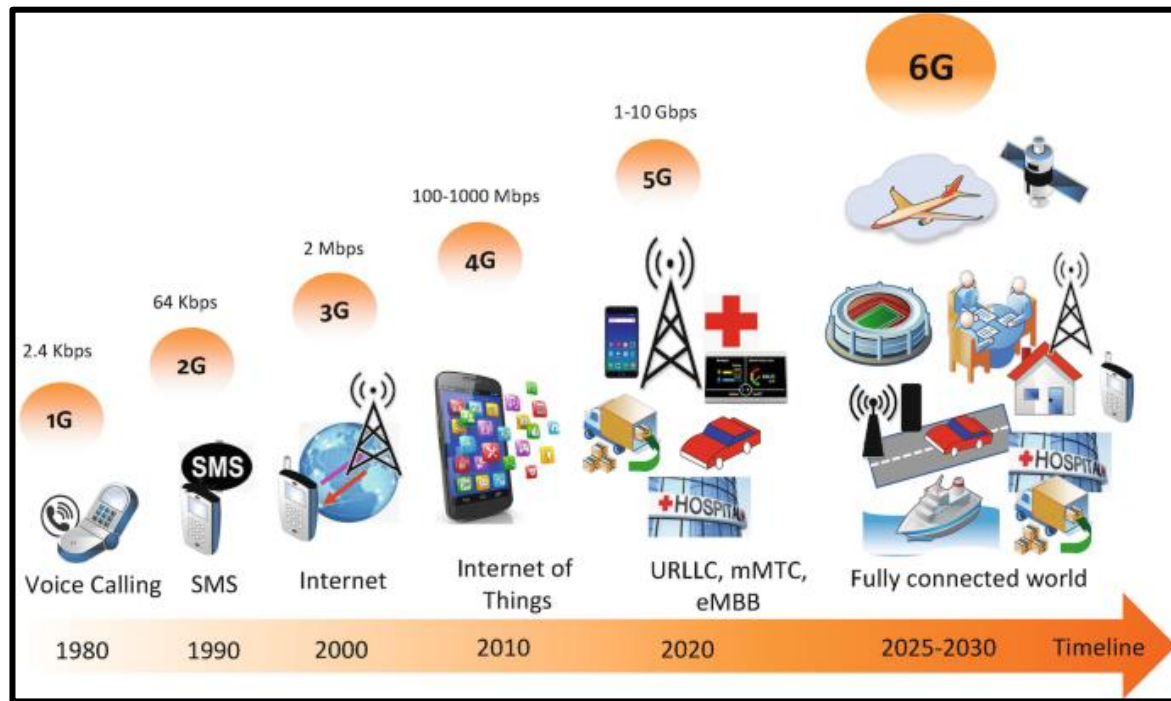 6G
1-10 Gbps
5G
100-1000 Mbps
4G
2 Mbps
3G
64 Kbps
2G
2.4 Kbps
1G
SMS
HOSPITAL
HOSPITAL
Voice Calling
SMS
Internet
Internet of
Things
URLLC, mMTC,
eMBB
Fully connected world
1980
1990
2000
2010
2020
2025-2030
Timeline